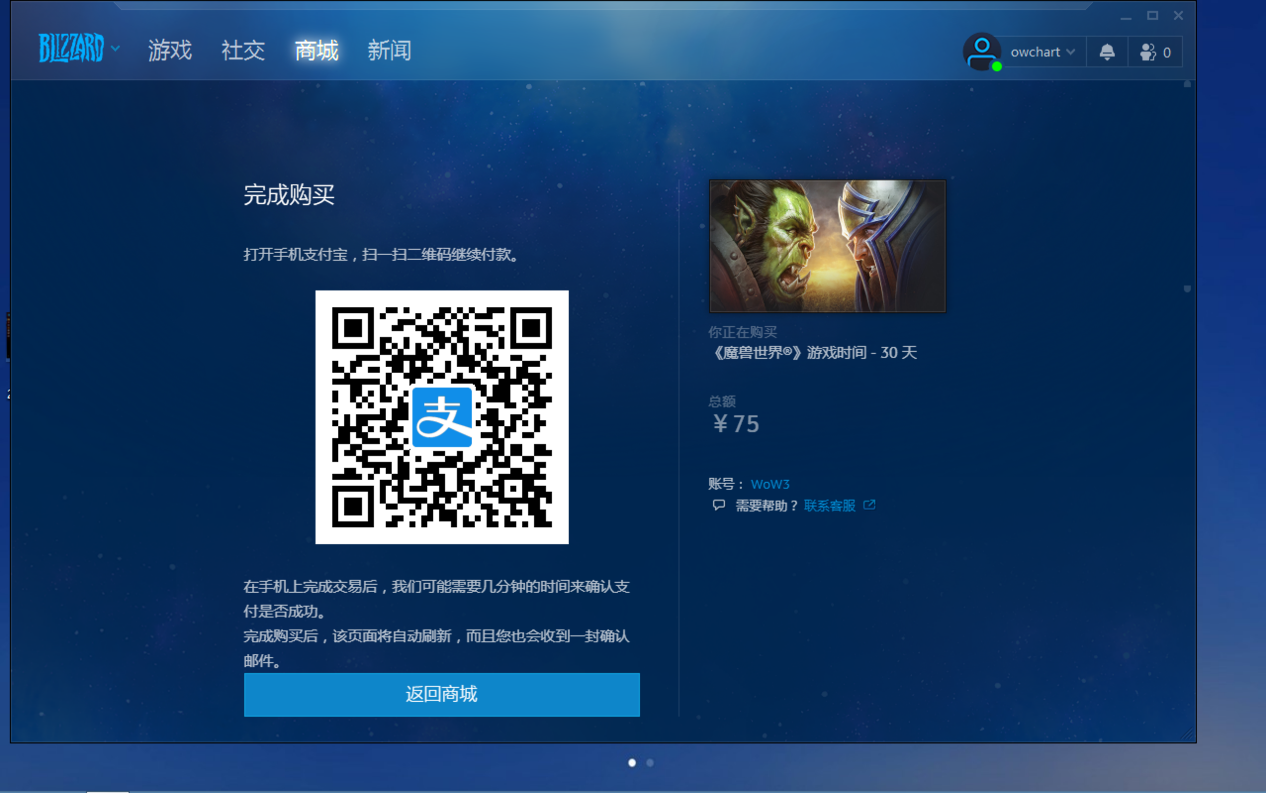 BLIZZARD
游戏
社交
商城
新闻
owchart
0
完成购买
打开手机支付宝，扫一扫二维码继续付款。
支
在手机上完成交易后，我们可能需要几分钟的时间来确认支
付是否成功。
完成购买后，该页面将自动刷新，而且您也会收到一封确认
邮件。
返回商城
你正在购买
《魔兽世界®》游戏时间 - 30 天
总额
￥75
账号： WoW3
需要帮助？ 联系客服